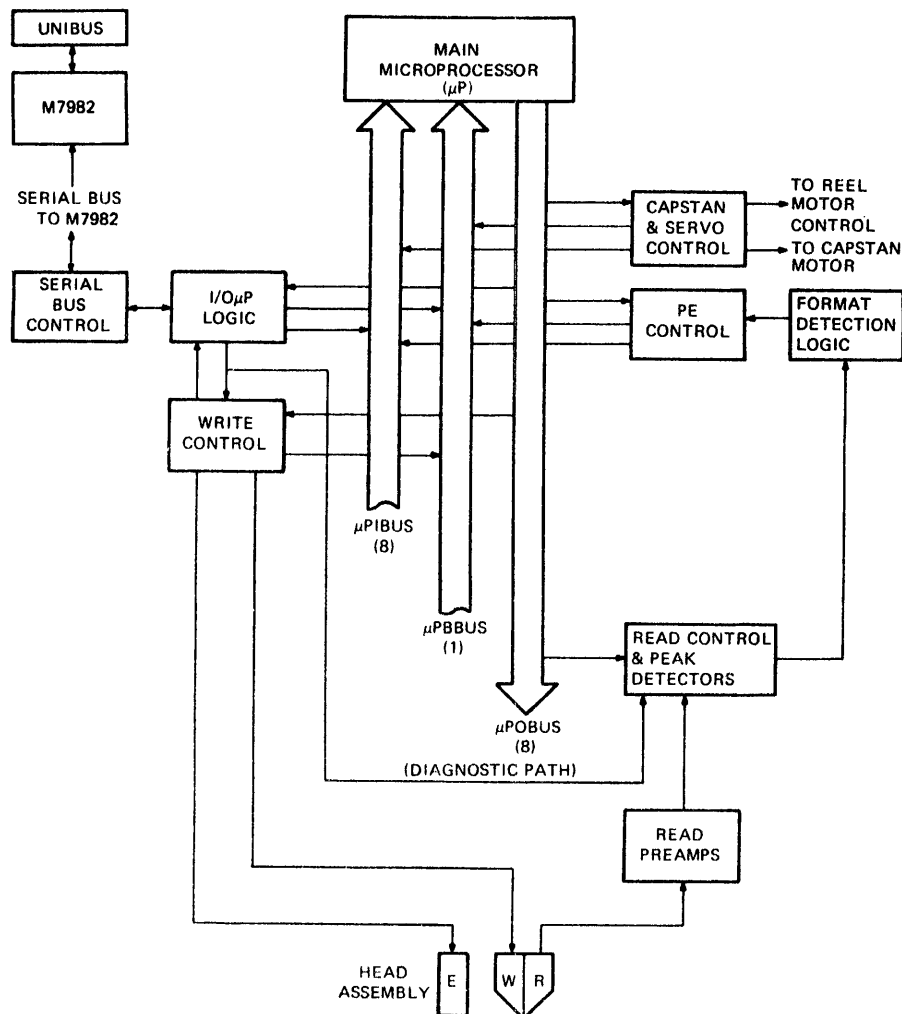 UNIBUS
M7982
SERIAL BUS
TO M7982
SERIAL
BUS
CONTROL
I/OμP
LOGIC
WRITE
CONTROL
MAIN
MICROPROCESSOR
(μP)
CAPSTAN
& SERVO
CONTROL
TO REEL
MOTOR
CONTROL
TO CAPSTAN
MOTOR
PE
CONTROL
FORMAT
DETECTION
LOGIC
μPIBUS
(8)
μPBBUS
(1)
μPOBUS
(8)
(DIAGNOSTIC PATH)
READ CONTROL
& PEAK
DETECTORS
READ
PREAMPS
HEAD
ASSEMBLY
E
W R